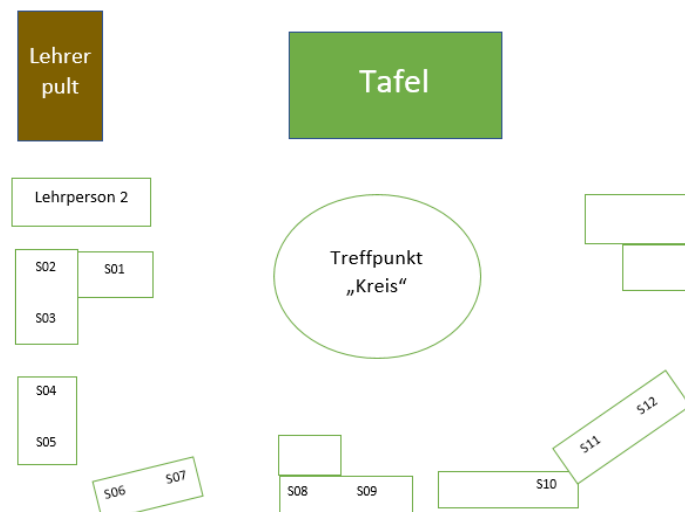 Lehrer
pult
Tafel
Lehrperson 2
S02
S01
S03
Treffpunkt
„Kreis“
S04
S05
S06
S07
S08
S09
S10
S11
S12